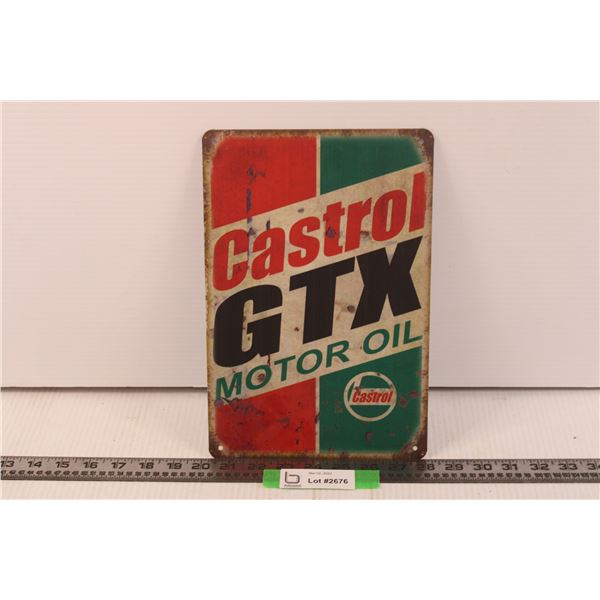 Castrol
GTX
MOTOR OIL
Castrol
13 14 15 16 17 18 19 20 21 22 28 29 30 31 32 33 34
Lot #2676